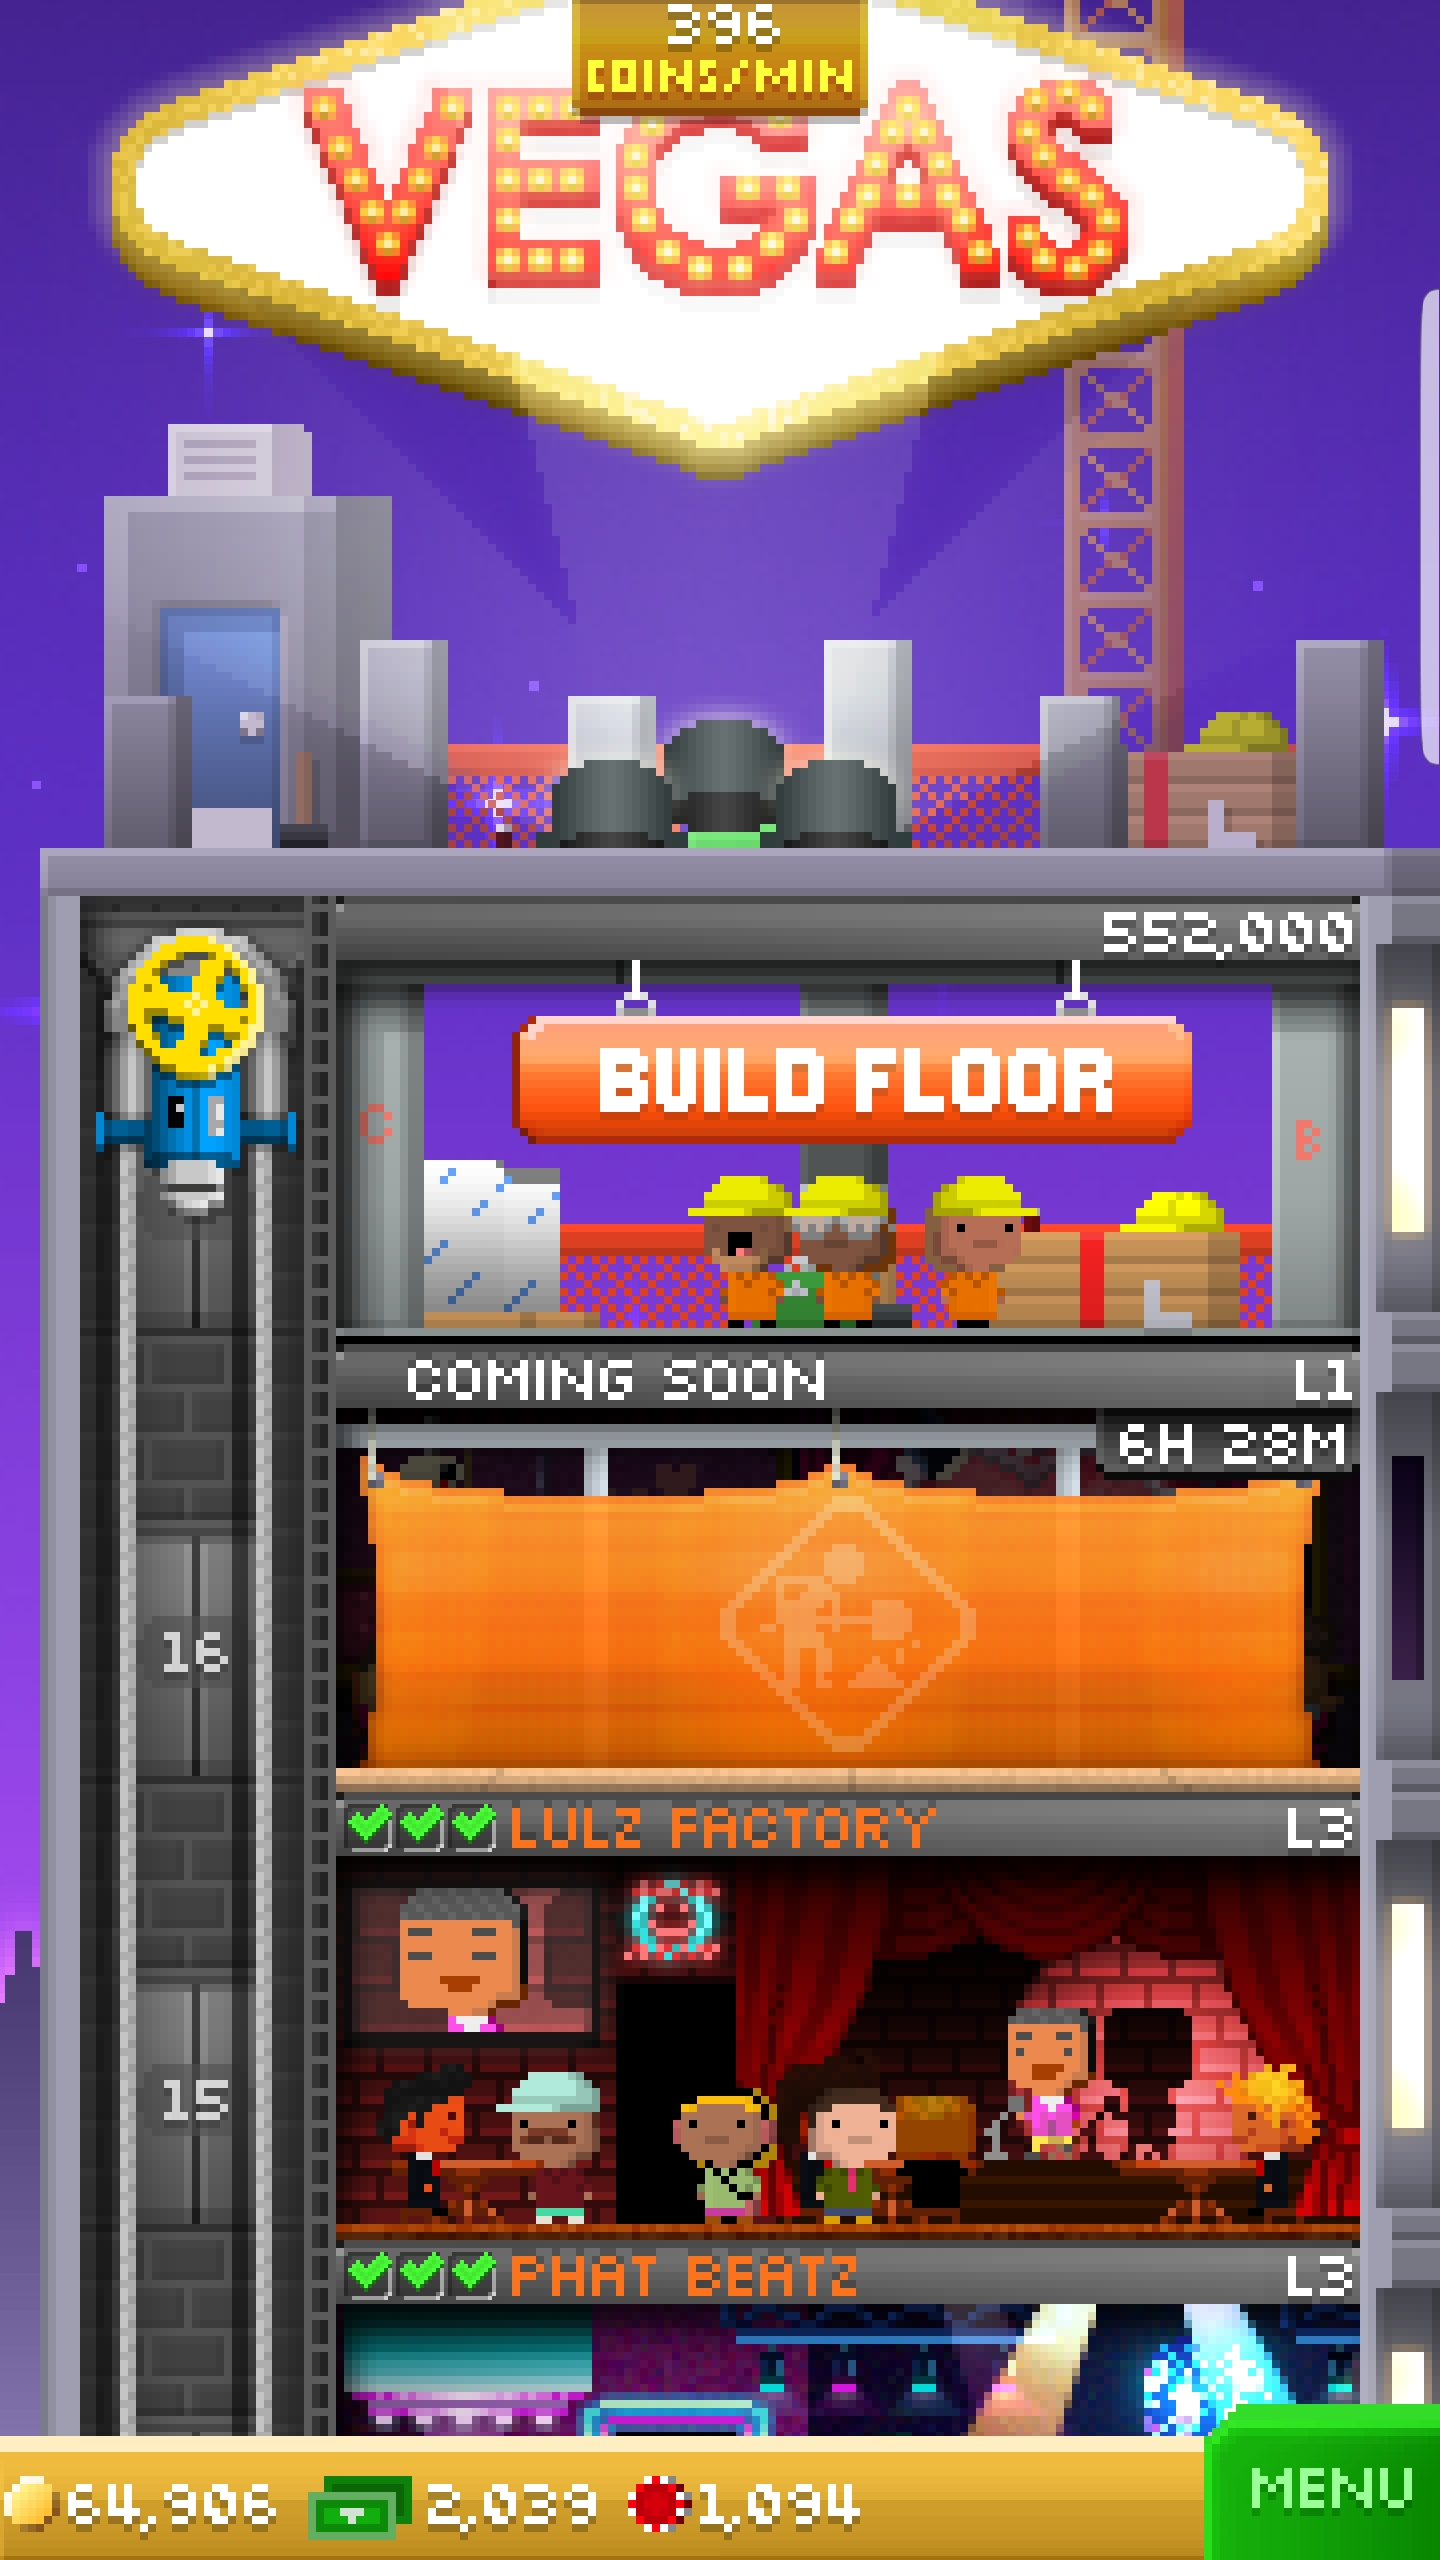 396
COINS/MIN
VEGAS
552,000
BUILD FLOOR
C
B
COMING SOON L1
6H 28M
16
LULZ FACTORY L3
15
PHAT BEATZ L3
64,906 2,039 1,094
MENU